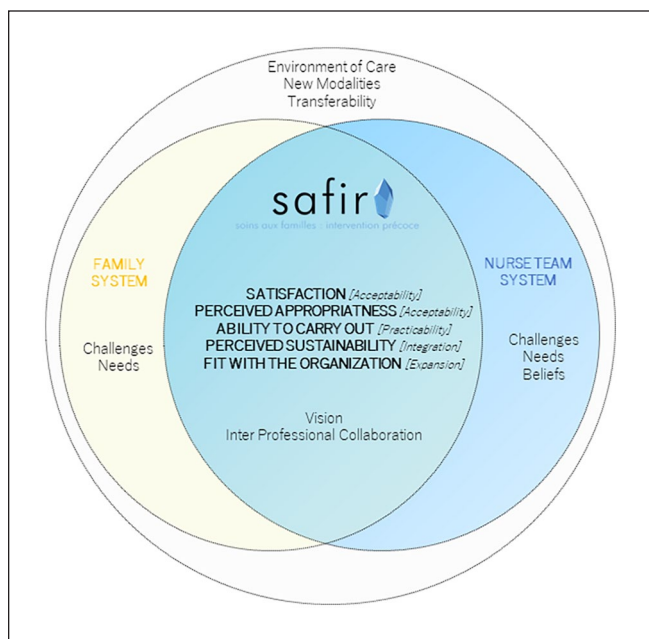 Environment of Care
New Modalities
Transferability
safir
soins aux familles : intervention précoce
FAMILY
SYSTEM
Challenges
Needs
SATISFACTION [Acceptability]
PERCEIVED APPROPRIATNESS [Acceptability]
ABILITY TO CARRY OUT [Practicability]
PERCEIVED SUSTAINABILITY [Integration]
FIT WITH THE ORGANIZATION [Expansion]
Vision
Inter Professional Collaboration
NURSE TEAM
SYSTEM
Challenges
Needs
Beliefs